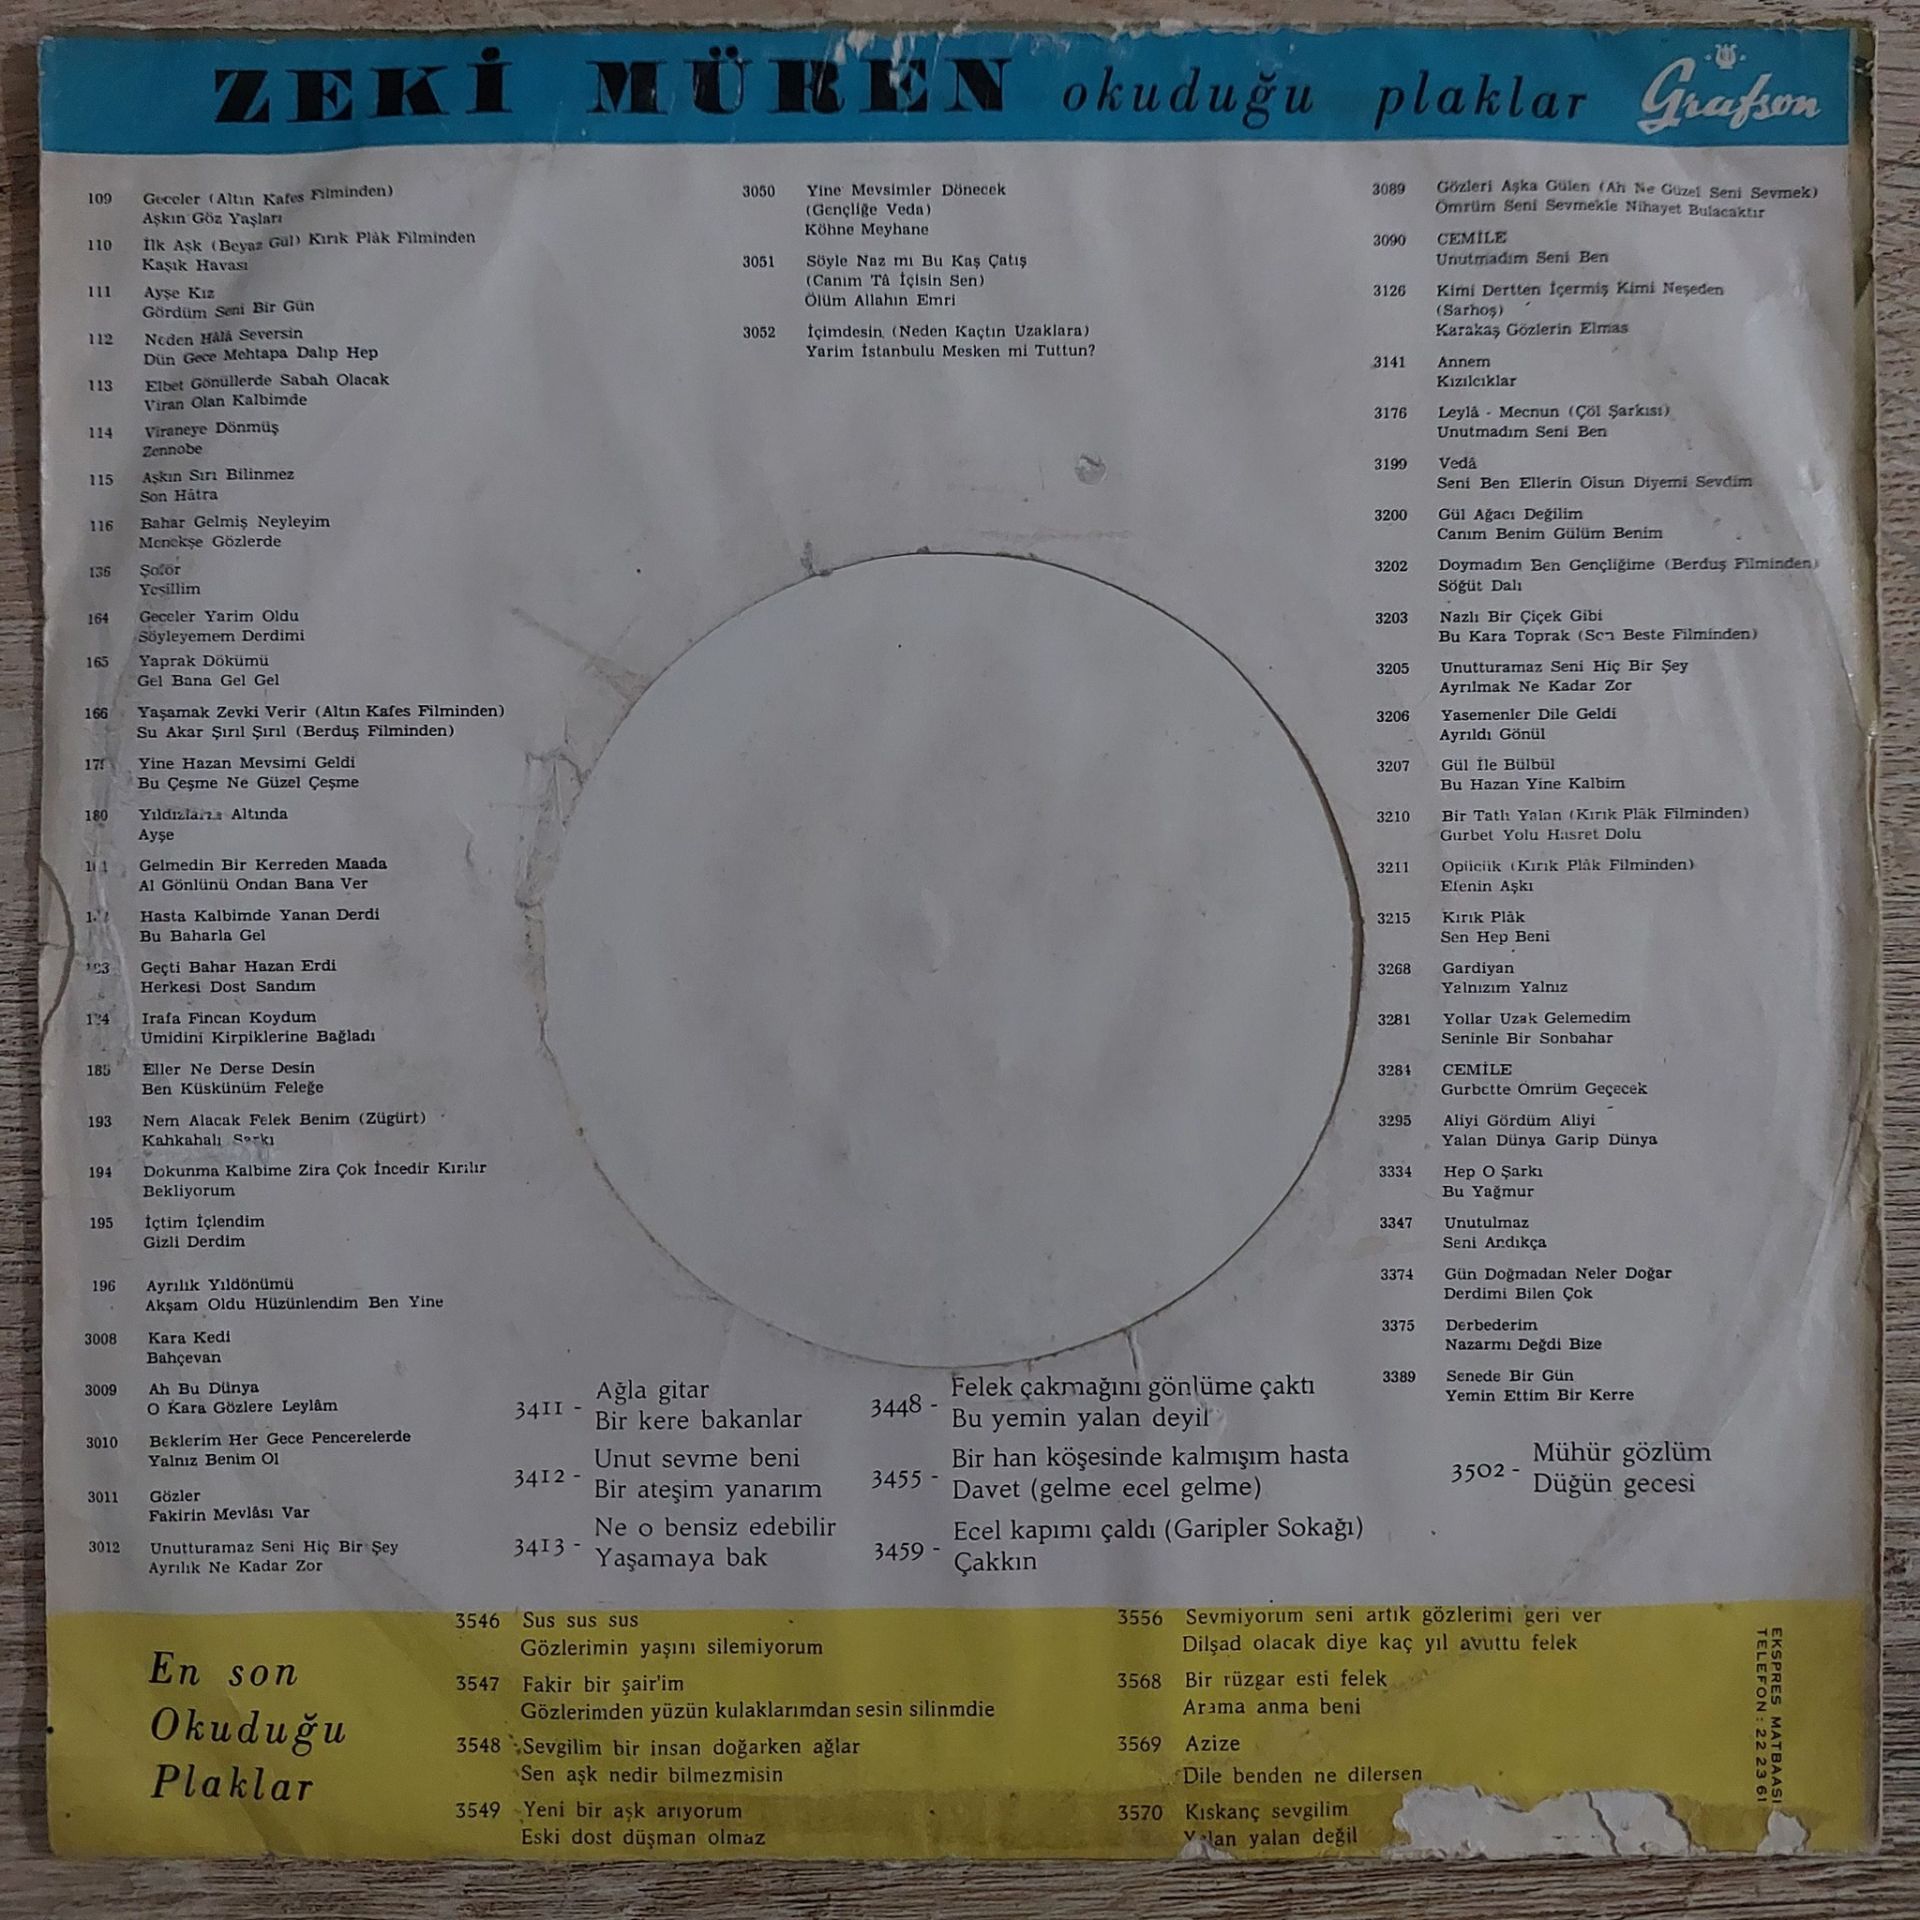 ZEKİ MÜREN okuduğu plaklar Grafson
109 Geceler (Altın Kafes Filminden)
Aşkın Göz Yaşları
110 İlk Aşk (Beyaz Gül) Kırık Plâk Filminden
Kaşık Havası
111 Ayşe Kız
Gördüm Seni Bir Gün
112 Neden Hâlâ Seversin
Dün Gece Mehtapa Dalıp Hep
113 Elbet Gönüllerde Sabah Olacak
Viran Olan Kalbimde
114 Viraneye Dönmüş
Zennobe
115 Aşkın Sırı Bilinmez
Son Hâtra
116 Bahar Gelmiş Neyleyim
Menekşe Gözlerde
136 Şoför
Yeşillim
164 Geceler Yarim Oldu
Söyleyemem Derdimi
165 Yaprak Dökümü
Gel Bana Gel Gel
166 Yaşamak Zevki Verir (Altın Kafes Filminden)
Su Akar Şırıl Şırıl (Berduş Filminden)
Yine Hazan Mevsimi Geldi
Bu Çeşme Ne Güzel Çeşme
180 Altında
Ayşe
Gelmedin Bir Kerreden Maada
Al Gönlünü Ondan Bana Ver
Hasta Kalbimde Yanan Derdi
Bu Baharla Gel
Geçti Bahar Hazan Erdi
Herkesi Dost Sandım
Irafa Fincan Koydum
Umidini Kirpiklerine Bağladı
185 Eller Ne Derse Desin
Ben Küskünüm Feleğe
193 Nem Alacak Felek Benim (Zügürt)
Kahkahalı Şarkı
194 Dokunma Kalbime Zira Çok İncedir Kırılır
Bekliyorum
195 İçtim İçlendim
Gizli Derdim
196 Ayrılık Yıldönümü
Akşam Oldu Hüzünlendim Ben Yine
3008 Kara Kedi
Bahçevan
3009 Ah Bu Dünya
O Kara Gözlere Leylâm
3010 Beklerim Her Gece Pencerelerde
Yalnız Benim Ol
3011 Gözler
Fakirin Mevlâsı Var
3012 Unutturamaz Seni Hiç Bir Şey
Ayrılık Ne Kadar Zor
3050 Yine Mevsimler Dönecek
(Gençliğe Veda)
Köhne Meyhane
3051 Söyle Naz mı Bu Kaş Çatış
(Canım Tâ İçisin Sen)
Ölüm Allahın Emri
3052 İçimdesin (Neden Kaçtın Uzaklara)
Yarim İstanbulu Mesken mi Tuttun?
3089 Gözleri Aşka Gülen (Ah Ne Güzel Seni Sevmek)
Ömrüm Seni Sevmekle Nihayet Bulacaktır
3090 CEMİLE
Unutmadım Seni Ben
3126 Kimi Dertten İçermiş Kimi Neşeden
(Sarhoş)
Karakaş Gözlerin Elmas
3141 Annem
Kızılcıklar
3176 Leylâ - Mecnun (Çöl Şarkısı)
Unutmadım Seni Ben
3199 Vedâ
Seni Ben Ellerin Olsun Diyemi Sevdim
3200 Gül Ağacı Değilim
Canım Benim Gülüm Benim
3202 Doymadım Ben Gençliğime (Berduş Filminden)
Söğüt Dalı
3203 Nazlı Bir Çiçek Gibi
Bu Kara Toprak (Son Beste Filminden)
3205 Unutturamaz Seni Hiç Bir Şey
Ayrılmak Ne Kadar Zor
3206 Yasemenler Dile Geldi
Ayrıldı Gönül
3207 Gül İle Bülbül
Bu Hazan Yine Kalbim
3210 Bir Tatlı Yalan (Kırık Plâk Filminden)
Gurbet Yolu Hasret Dolu
3211 Opücük (Kırık Plâk Filminden)
Efenin Aşkı
3215 Kırık Plâk
Sen Hep Beni
3268 Gardiyan
Yalnızım Yalnız
3281 Yollar Uzak Gelemedim
Seninle Bir Sonbahar
3284 CEMİLE
Gurbette Omrüm Geçecek
3295 Aliyi Gördüm Aliyi
Yalan Dünya Garip Dünya
3334 Hep O Şarkı
Bu Yağmur
3347 Unutulmaz
Seni Andıkça
3374 Gün Doğmadan Neler Doğar
Derdimi Bilen Çok
3375 Derbederim
Nazarmı Değdi Bize
3389 Senede Bir Gün
Yemin Ettim Bir Kerre
3411 - Ağla gitar
Bir kere bakanlar
3412 - Unut sevme beni
Bir ateşim yanarım
3413 - Ne o bensiz edebilir
Yaşamaya bak
3448 - Felek çakmağını gönlüme çaktı
Bu yemin yalan deyil
3455 - Bir han köşesinde kalmışım hasta
Davet (gelme ecel gelme)
3459 - Ecel kapımı çaldı (Garipler Sokağı)
Çakkın
3502 - Mühür gözlüm
Düğün gecesi
En son
Okuduğu
Plaklar
3546 Sus sus sus
Gözlerimin yaşını silemiyorum
3547 Fakir bir şair'im
Gözlerimden yüzün kulaklarımdan sesin silinmdie
3548 Sevgilim bir insan doğarken ağlar
Sen aşk nedir bilmezmisin
3549 Yeni bir aşk arıyorum
Eski dost düşman olmaz
3556 Sevmiyorum seni artık gözlerimi geri ver
Dilşad olacak diye kaç yıl avuttu felek
3568 Bir rüzgar esti felek
Arama anma beni
3569 Azize
Dile benden ne dilersen
3570 Kıskanç sevgilim
Yalan yalan değil
EKSPRES MATBAASI
TELEFON : 22 23 61